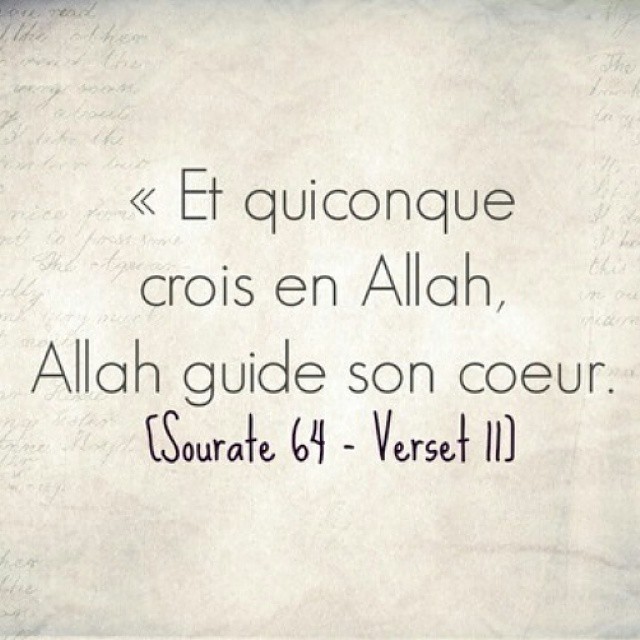 « Et quiconque
crois en Allah,
Allah guide son coeur.
[Sourate 64 - Verset 11]